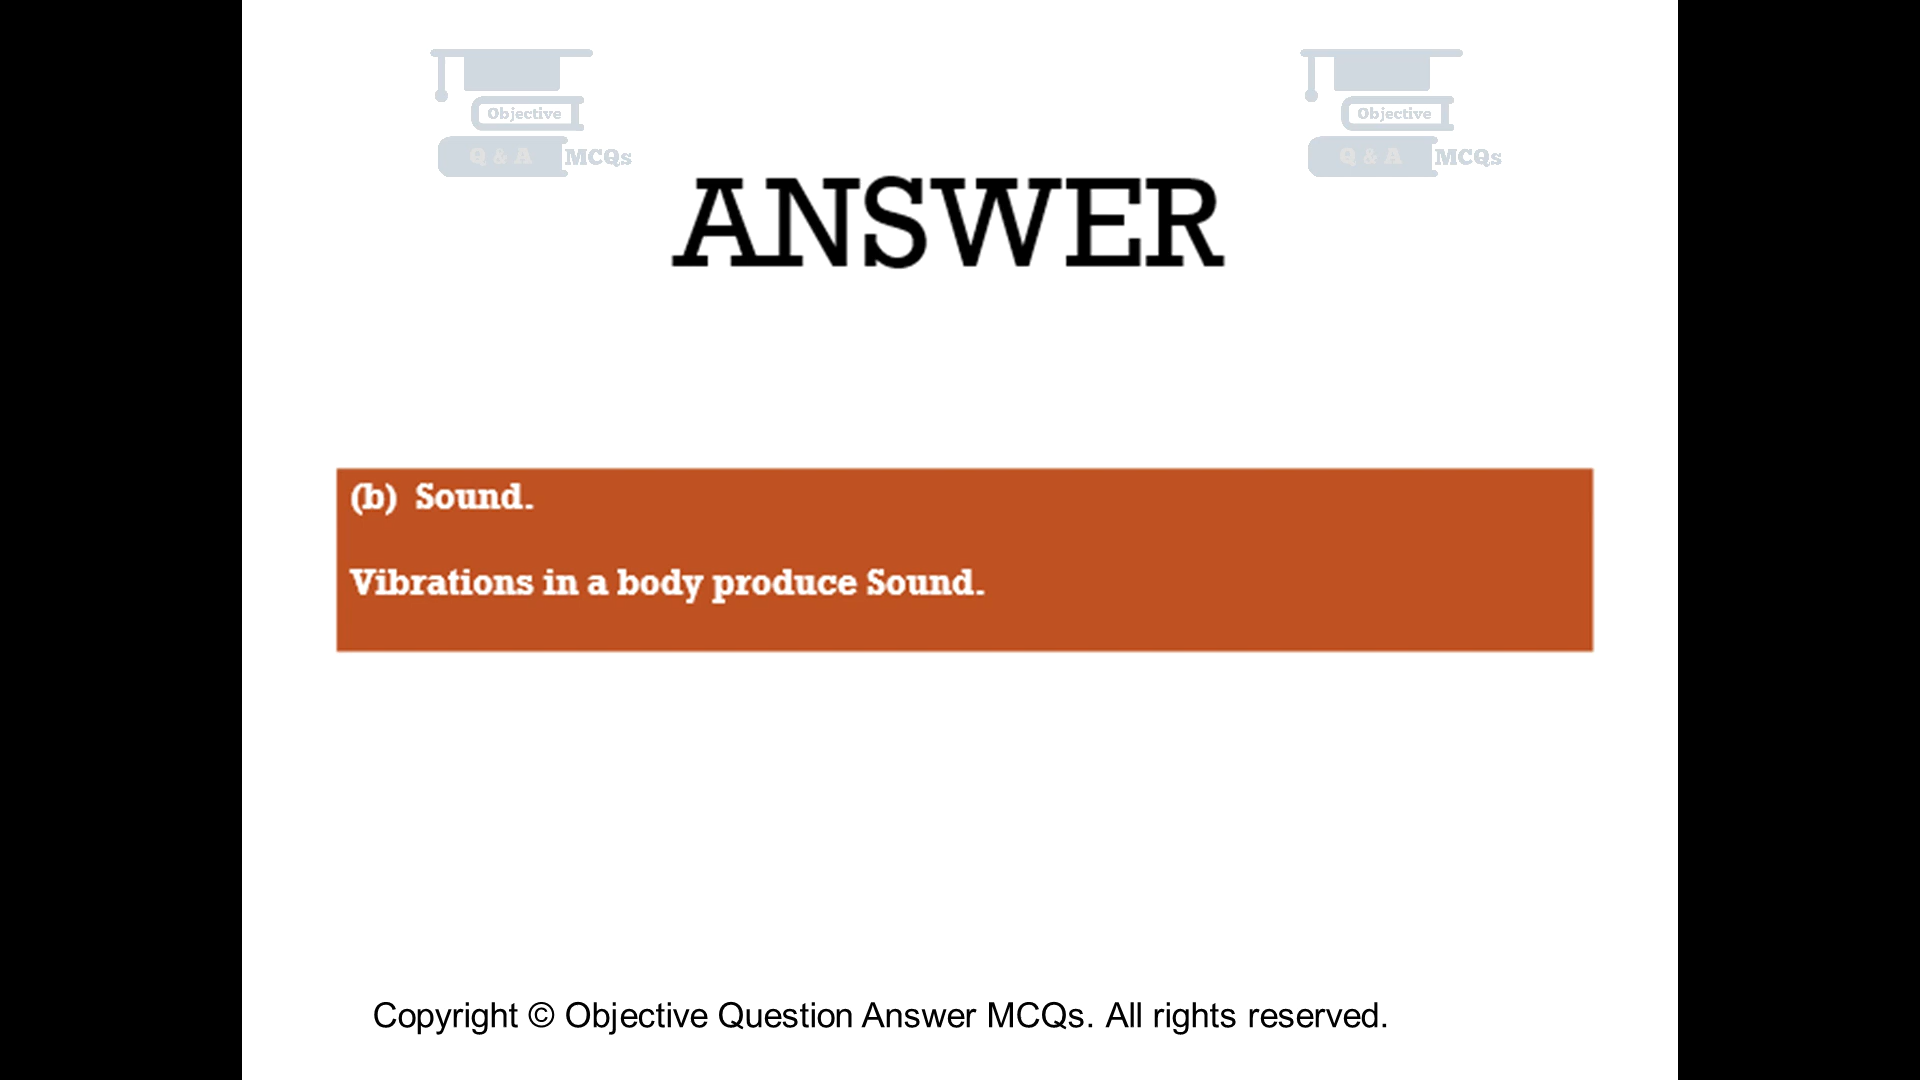 Objective
Q & A MCQs
Objective
Q & A MCQs
ANSWER
(b) Sound.
Vibrations in a body produce Sound.
Copyright © Objective Question Answer MCQs. All rights reserved.